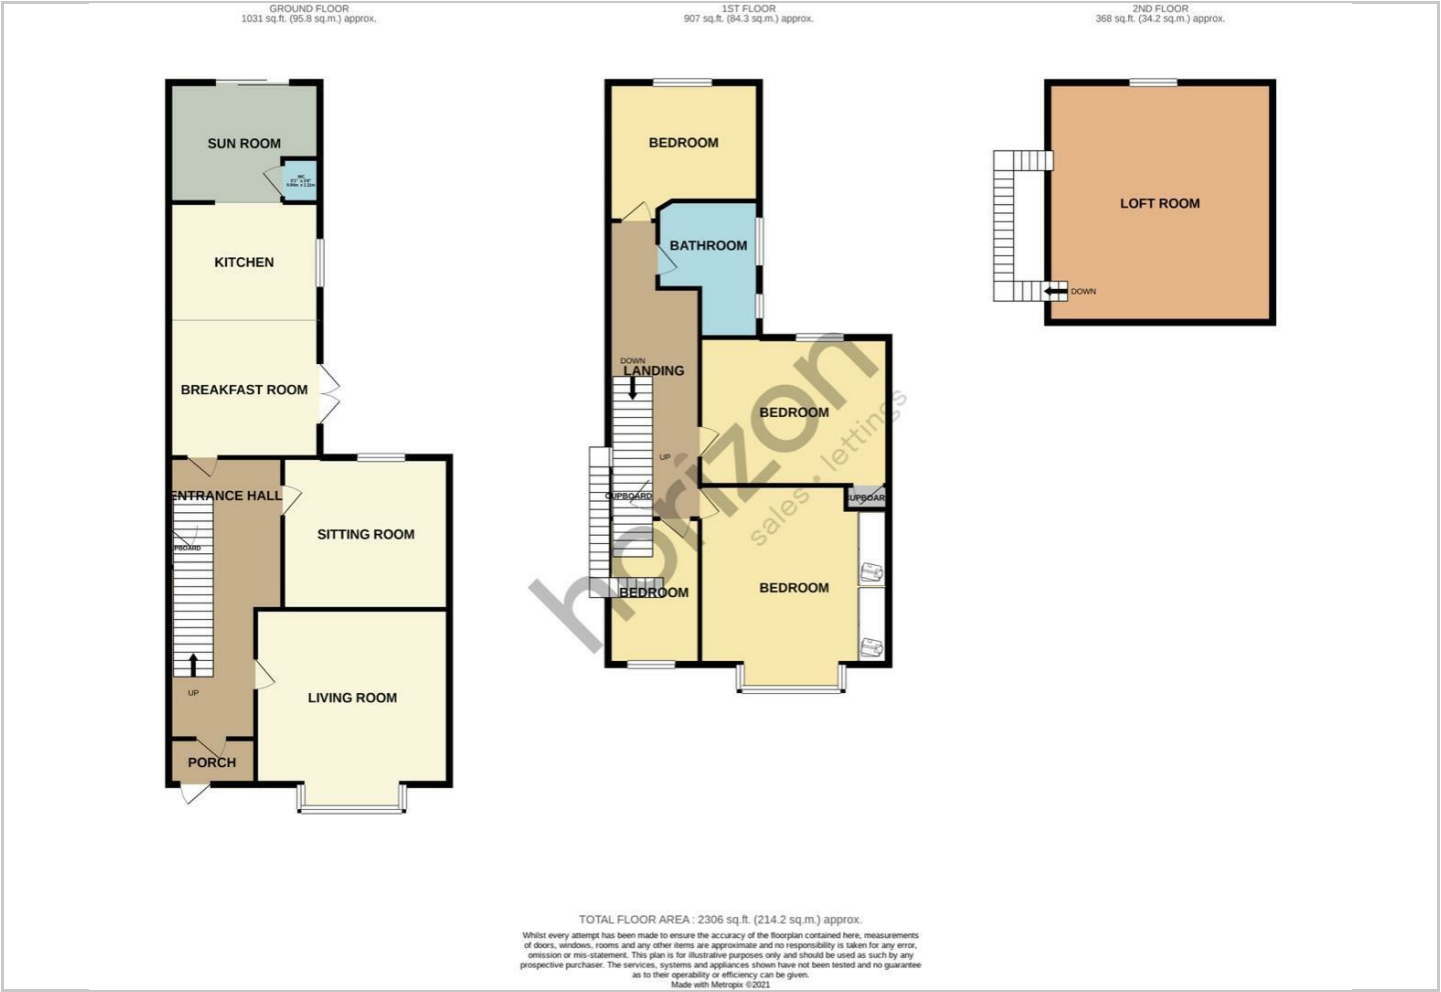 GROUND FLOOR
1031 sq.ft. (95.8 sq.m.) approx.
1ST FLOOR
907 sq.ft. (84.3 sq.m.) approx.
2ND FLOOR
368 sq.ft. (34.2 sq.m.) approx.
SUN ROOM
WC
KITCHEN
BREAKFAST ROOM
ENTRANCE HALL
SITTING ROOM
UPBOARD
UP
LIVING ROOM
PORCH
BEDROOM
BATHROOM
DOWN
LANDING
BEDROOM
UP
CUPBOARD
CUPBOAR
BEDROOM
BEDROOM
horizon
sales • lettings
LOFT ROOM
DOWN
TOTAL FLOOR AREA : 2306 sq.ft. (214.2 sq.m.) approx.
Whilst every attempt has been made to ensure the accuracy of the floorplan contained here, measurements
of doors, windows, rooms and any other items are approximate and no responsibility is taken for any error,
omission or mis-statement. This plan is for illustrative purposes only and should be used as such by any
prospective purchaser. The services, systems and appliances shown have not been tested and no guarantee
as to their operability or efficiency can be given.
Made with Metropix ©2021